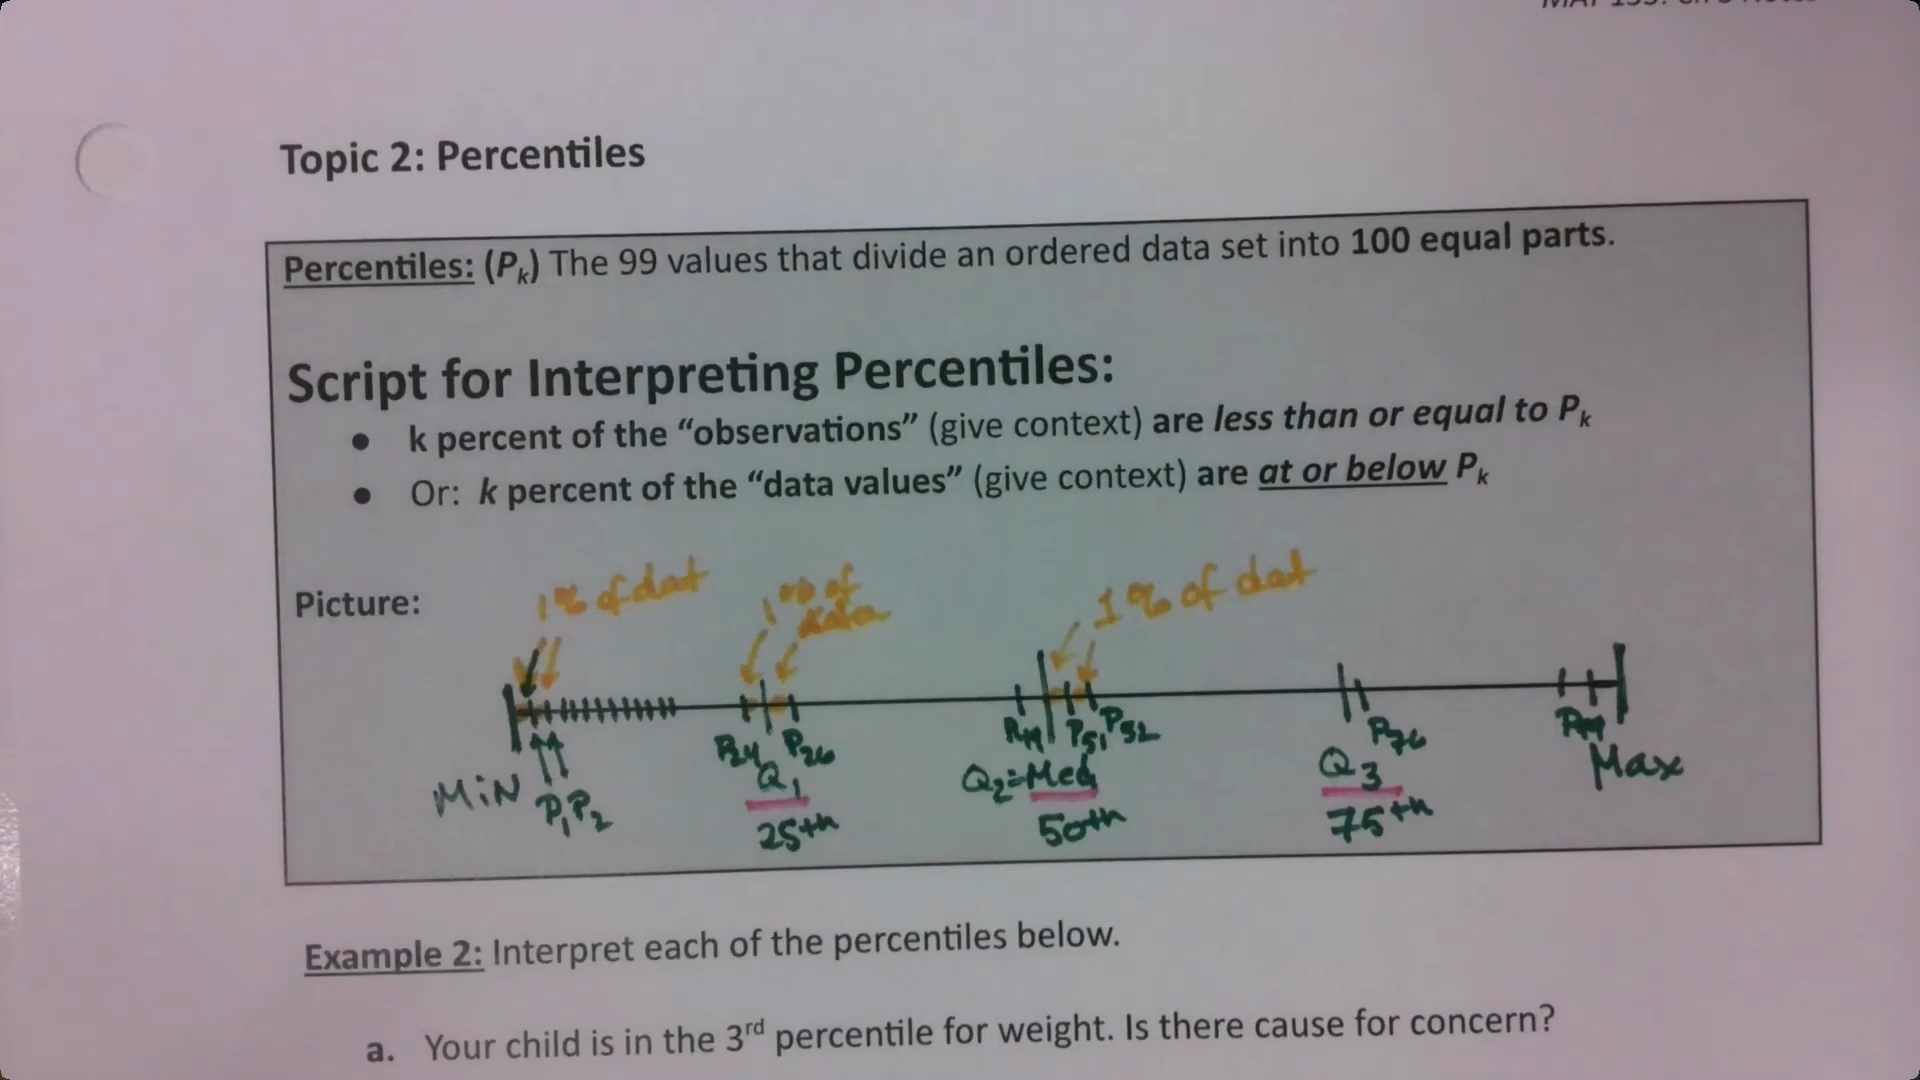 Topic 2: Percentiles
Percentiles: (Pk) The 99 values that divide an ordered data set into 100 equal parts.
Script for Interpreting Percentiles:
• k percent of the “observations” (give context) are less than or equal to Pk
• Or: k percent of the “data values” (give context) are at or below Pk
Picture:
1% of dat
1% of
data
1% of dat
P24 P26 P51 P52 P76
MiN P1 P2 Q1 Q2=Med Q3 Max
25th 50th 75th
Example 2: Interpret each of the percentiles below.
a. Your child is in the 3rd percentile for weight. Is there cause for concern?